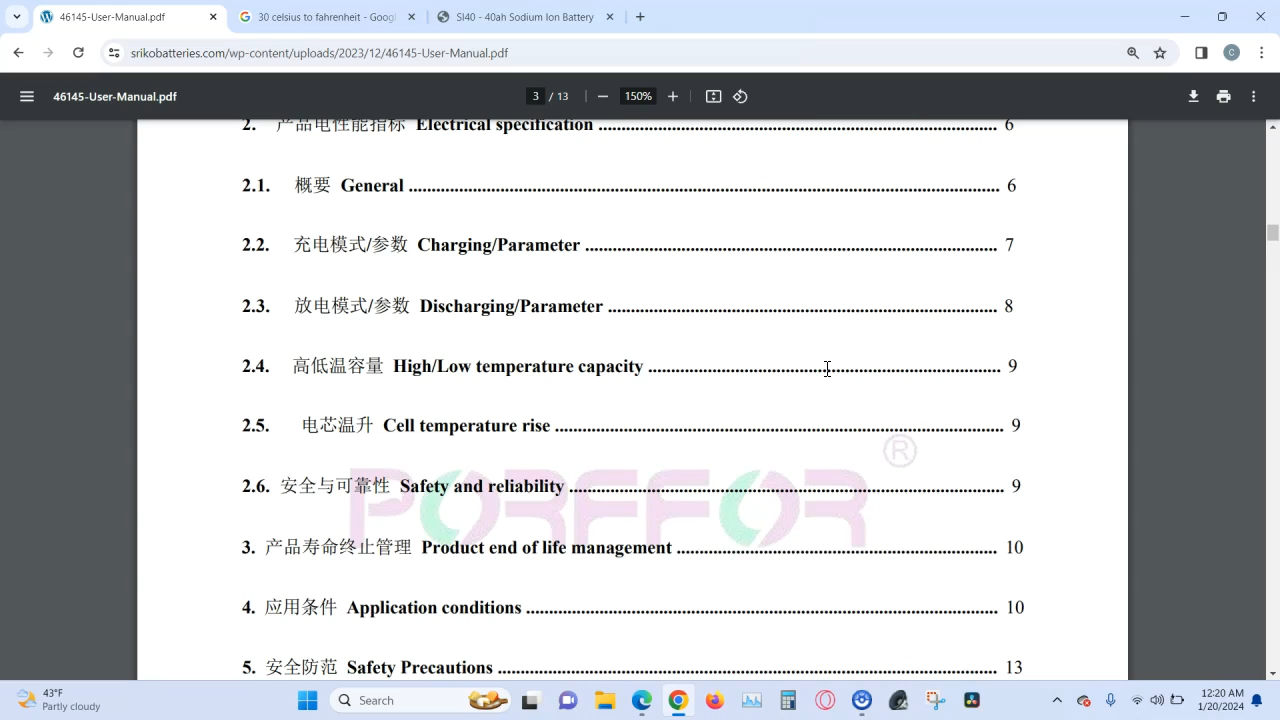 46145-User-Manual.pdf
30 celsius to fahrenheit - Goog
SI40 - 40ah Sodium Ion Battery
srikobatteries.com/wp-content/uploads/2023/12/46145-User-Manual.pdf
C
46145-User-Manual.pdf
3 / 13
150%
2. 产品电性能指标 Electrical specification ........ 6
2.1. 概要 General ........ 6
2.2. 充电模式/参数 Charging/Parameter ........ 7
2.3. 放电模式/参数 Discharging/Parameter ........ 8
2.4. 高低温容量 High/Low temperature capacity ........ 9
2.5. 电芯温升 Cell temperature rise ........ 9
PORFFOR®
2.6. 安全与可靠性 Safety and reliability ........ 9
3. 产品寿命终止管理 Product end of life management ........ 10
4. 应用条件 Application conditions ........ 10
5. 安全防范 Safety Precautions ........ 13
43°F
Partly cloudy
Search
12:20 AM
1/20/2024